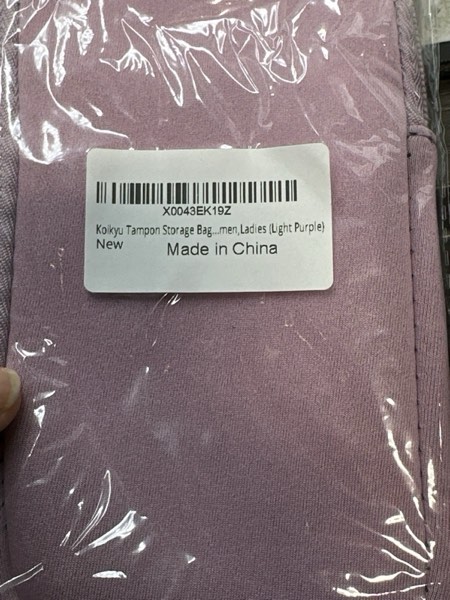 X0043EK19Z
Koikyu Tampon Storage Bag...men,Ladies (Light Purple)
New
Made in China